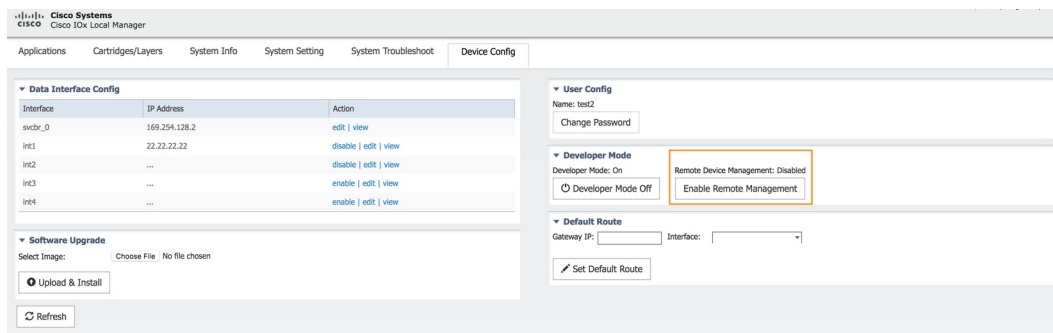 Cisco Systems
CISCO Cisco IOx Local Manager
Applications Cartridges/Layers System Info System Setting System Troubleshoot Device Config
Data Interface Config
Interface IP Address Action
svcbr_0 169.254.128.2 edit | view
int1 22.22.22.22 disable | edit | view
int2 ... disable | edit | view
int3 ... enable | edit | view
int4 ... enable | edit | view
Software Upgrade
Select Image: Choose File No file chosen
Upload & Install
Refresh
User Config
Name: test2
Change Password
Developer Mode
Developer Mode: On Remote Device Management: Disabled
Developer Mode Off Enable Remote Management
Default Route
Gateway IP: Interface:
Set Default Route